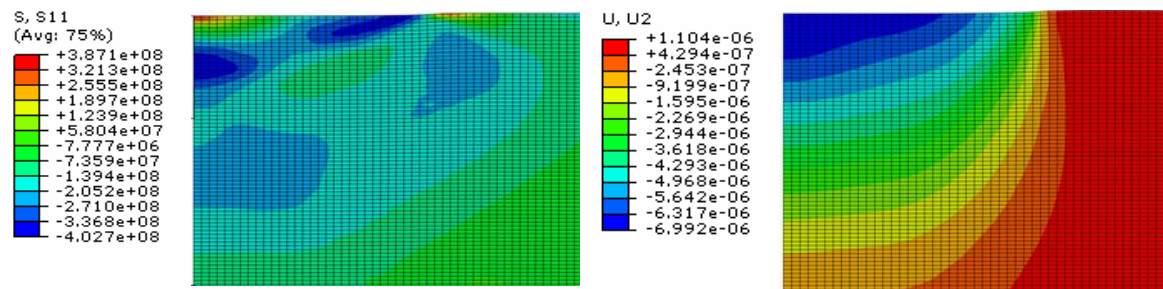 S, S11
(Avg: 75%)
+3.871e+08
+3.213e+08
+2.555e+08
+1.897e+08
+1.239e+08
+5.804e+07
-7.777e+06
-7.359e+07
-1.394e+08
-2.052e+08
-2.710e+08
-3.368e+08
-4.027e+08
U, U2
+1.104e-06
+4.294e-07
-2.453e-07
-9.199e-07
-1.595e-06
-2.269e-06
-2.944e-06
-3.618e-06
-4.293e-06
-4.968e-06
-5.642e-06
-6.317e-06
-6.992e-06